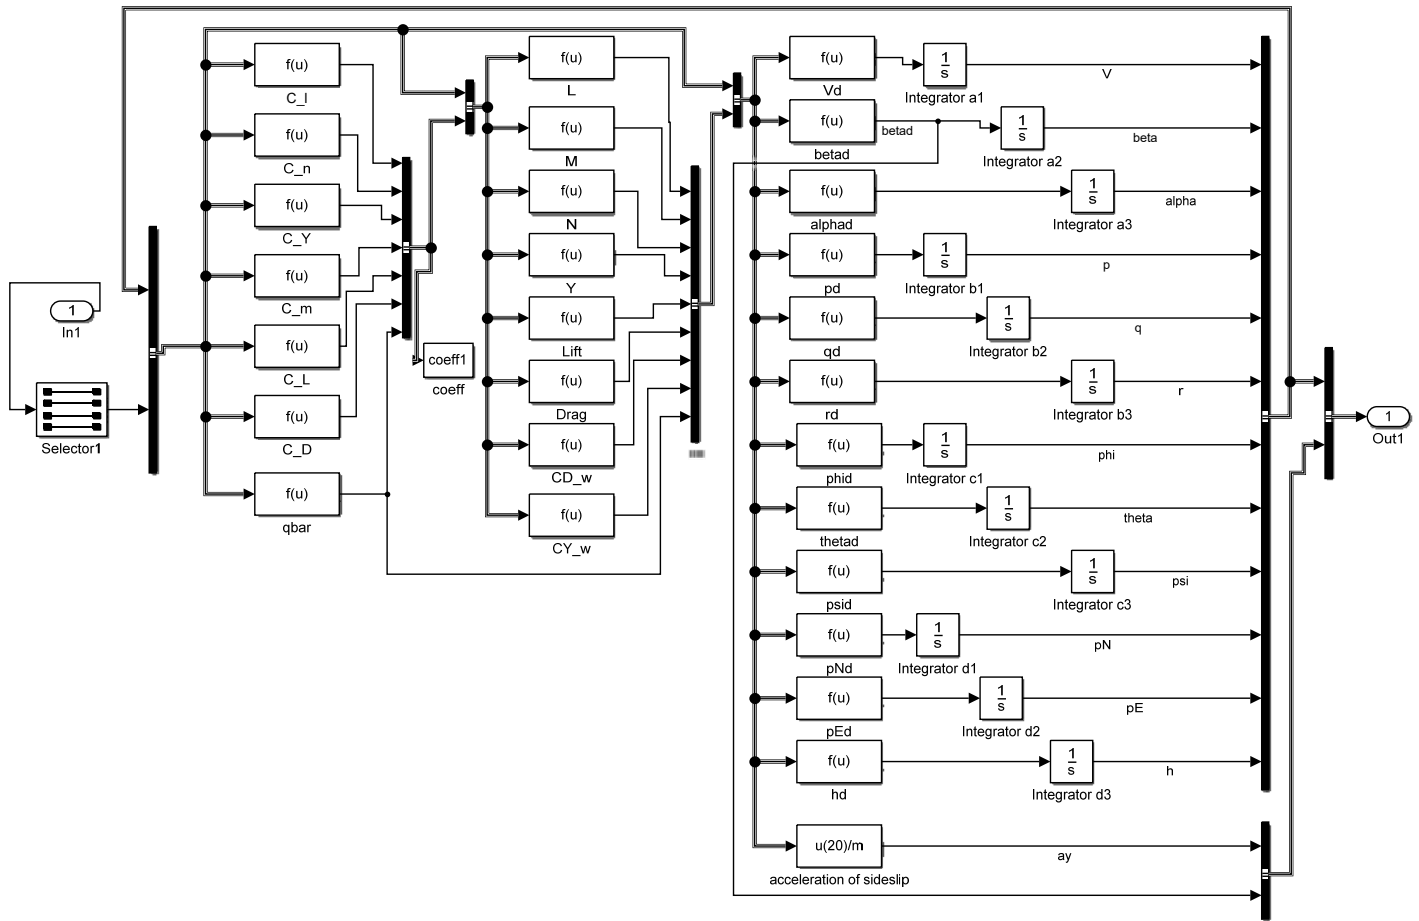 1
In1
Selector1
f(u)
C_l
f(u)
C_n
f(u)
C_Y
f(u)
C_m
f(u)
C_L
f(u)
C_D
f(u)
qbar
coeff1
coeff
f(u)
L
f(u)
M
f(u)
N
f(u)
Y
f(u)
Lift
f(u)
Drag
f(u)
CD_w
f(u)
CY_w
f(u)
Vd
1
s
Integrator a1
V
f(u)
betad
betad
1
s
Integrator a2
beta
f(u)
alphad
1
s
Integrator a3
alpha
f(u)
pd
1
s
Integrator b1
p
f(u)
qd
1
s
Integrator b2
q
f(u)
rd
1
s
Integrator b3
r
f(u)
phid
1
s
Integrator c1
phi
f(u)
thetad
1
s
Integrator c2
theta
f(u)
psid
1
s
Integrator c3
psi
f(u)
pNd
1
s
Integrator d1
pN
f(u)
pEd
1
s
Integrator d2
pE
f(u)
hd
1
s
Integrator d3
h
u(20)/m
acceleration of sideslip
ay
1
Out1